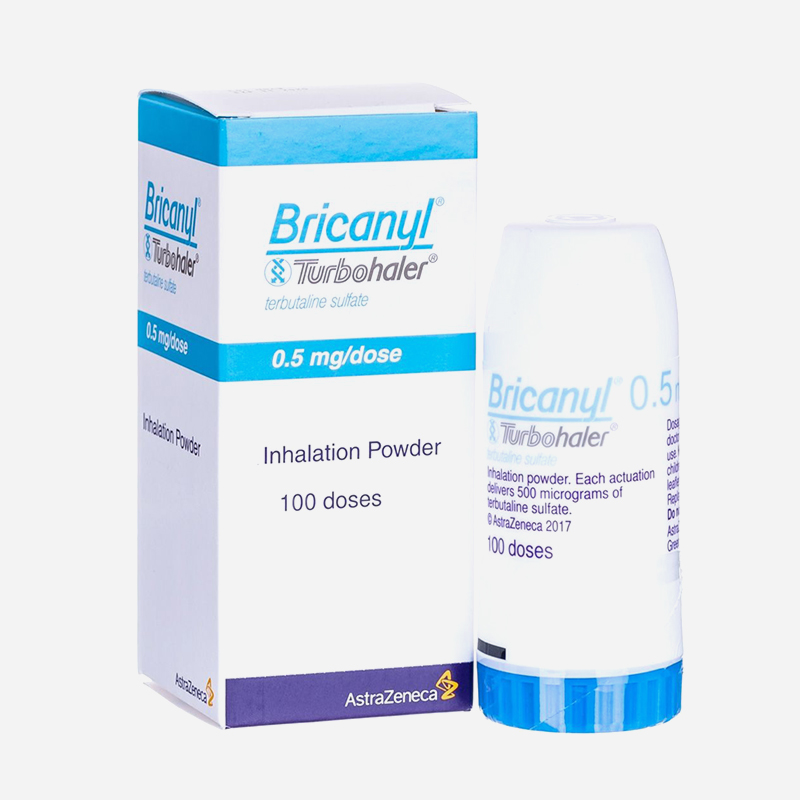 Bricanyl®
Turbohaler®
terbutaline sulfate
0.5 mg/dose
Inhalation Powder
AstraZeneca
Bricanyl®
Turbohaler®
terbutaline sulfate
0.5 mg/dose
Inhalation Powder
100 doses
AstraZeneca
Bricanyl® 0.5
Turbohaler®
terbutaline sulfate
Inhalation powder. Each actuation
delivers 500 micrograms of
terbutaline sulfate.
© AstraZeneca 2017
100 doses
use.
Do